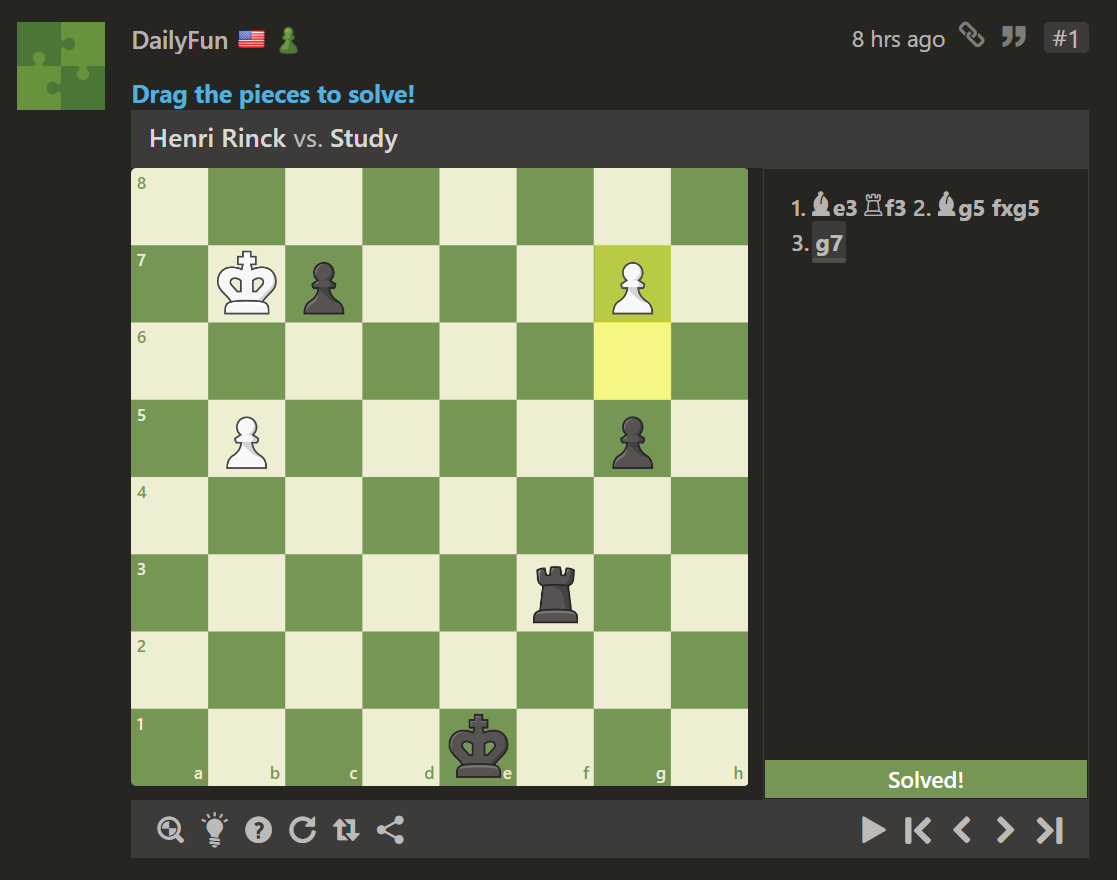 DailyFun
8 hrs ago
#1
Drag the pieces to solve!
Henri Rinck vs. Study
1. ♝e3 ♖f3 2. ♝g5 fxg5
3. g7
8
7
6
5
4
3
2
1
a b c d e f g h
Solved!